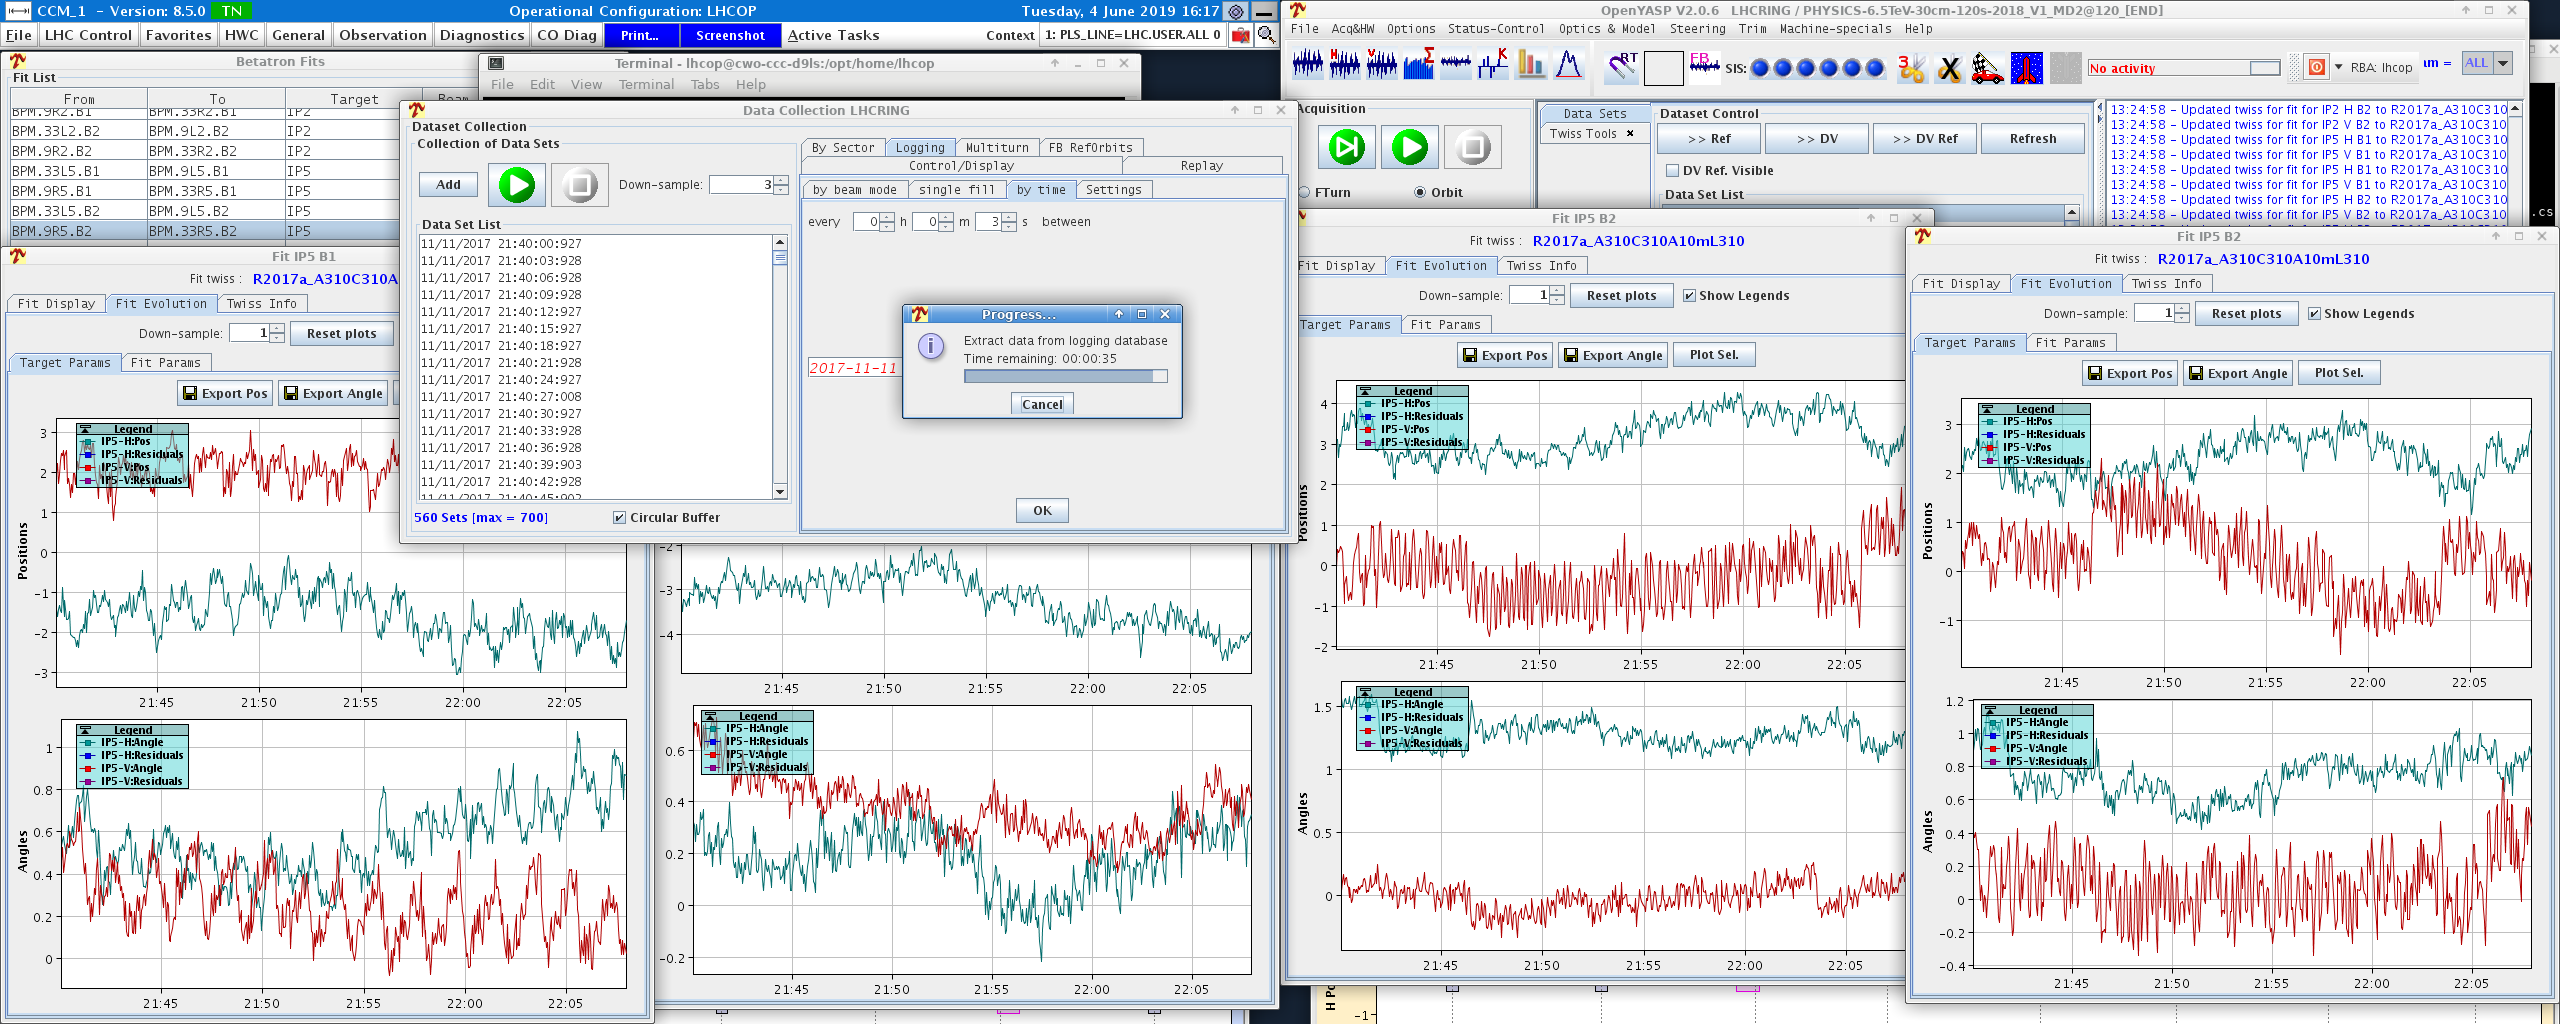 CCM_1 - Version: 8.5.0 TN Operational Configuration: LHCOP Tuesday, 4 June 2019 16:17
File LHC Control Favorites HWC General Observation Diagnostics CO Diag Print... Screenshot Active Tasks Context 1: PLS_LINE=LHC.USER.ALL 0
Betatron Fits
Fit List
From To Target
BPM.9R2.B1 BPM.33R2.B1 IP2
BPM.33L2.B2 BPM.9L2.B2 IP2
BPM.9R2.B2 BPM.33R2.B2 IP2
BPM.33L5.B1 BPM.9L5.B1 IP5
BPM.9R5.B1 BPM.33R5.B1 IP5
BPM.33L5.B2 BPM.9L5.B2 IP5
BPM.9R5.B2 BPM.33R5.B2 IP5
Terminal - lhcop@cwo-ccc-d9ls:/opt/home/lhcop
File Edit View Terminal Tabs Help
Data Collection LHCRING
Dataset Collection
Collection of Data Sets
Add Down-sample: 3
Data Set List
11/11/2017 21:40:00:927
11/11/2017 21:40:03:928
11/11/2017 21:40:06:928
11/11/2017 21:40:09:928
11/11/2017 21:40:12:927
11/11/2017 21:40:15:927
11/11/2017 21:40:18:927
11/11/2017 21:40:21:928
11/11/2017 21:40:24:927
11/11/2017 21:40:27:008
11/11/2017 21:40:30:927
11/11/2017 21:40:33:928
11/11/2017 21:40:36:928
11/11/2017 21:40:39:903
11/11/2017 21:40:42:928
11/11/2017 21:40:45:902
560 Sets [max = 700] Circular Buffer
By Sector Logging Multiturn FB RefOrbits
Control/Display Replay
by beam mode single fill by time Settings
every 0 h 0 m 3 s between
2017-11-11
OK
Progress...
Extract data from logging database
Time remaining: 00:00:35
Cancel
OpenYASP V2.0.6 LHCRING / PHYSICS-6.5TeV-30cm-120s-2018_V1_MD2@120_[END]
File Acq&HW Options Status-Control Optics & Model Steering Trim Machine-specials Help
RT FB SIS: No activity RBA: lhcop um = ALL
Acquisition
FTurn Orbit
Data Sets
Twiss Tools
Dataset Control
>> Ref >> DV >> DV Ref Refresh
DV Ref. Visible
Data Set List
13:24:58 - Updated twiss for fit for IP2 H B2 to R2017a_A310C310
13:24:58 - Updated twiss for fit for IP2 V B2 to R2017a_A310C310
13:24:58 - Updated twiss for fit for IP5 H B1 to R2017a_A310C310
13:24:58 - Updated twiss for fit for IP5 V B1 to R2017a_A310C310
13:24:58 - Updated twiss for fit for IP5 H B1 to R2017a_A310C310
13:24:58 - Updated twiss for fit for IP5 V B1 to R2017a_A310C310
13:24:58 - Updated twiss for fit for IP5 H B2 to R2017a_A310C310
13:24:58 - Updated twiss for fit for IP5 V B2 to R2017a_A310C310
.cs
Fit IP5 B1
Fit twiss : R2017a_A310C310A
Fit Display Fit Evolution Twiss Info
Down-sample: 1 Reset plots
Target Params Fit Params
Export Pos Export Angle
Legend
IP5-H:Pos
IP5-H:Residuals
IP5-V:Pos
IP5-V:Residuals
Positions
3
2
1
0
-1
-2
-3
21:45 21:50 21:55 22:00 22:05
Legend
IP5-H:Angle
IP5-H:Residuals
IP5-V:Angle
IP5-V:Residuals
Angles
1
0.8
0.6
0.4
0.2
0
21:45 21:50 21:55 22:00 22:05
-2
-3
-4
21:45 21:50 21:55 22:00 22:05
Legend
IP5-H:Angle
IP5-H:Residuals
IP5-V:Angle
IP5-V:Residuals
0.6
0.4
0.2
0
-0.2
21:45 21:50 21:55 22:00 22:05
Fit IP5 B2
Fit twiss : R2017a_A310C310A10mL310
Fit Display Fit Evolution Twiss Info
Down-sample: 1 Reset plots Show Legends
Target Params Fit Params
Export Pos Export Angle Plot Sel.
Legend
IP5-H:Pos
IP5-H:Residuals
IP5-V:Pos
IP5-V:Residuals
Positions
4
3
2
1
0
-1
-2
21:45 21:50 21:55 22:00 22:05
Legend
IP5-H:Angle
IP5-H:Residuals
IP5-V:Angle
IP5-V:Residuals
Angles
1.5
1
0.5
0
21:45 21:50 21:55 22:00 22:05
H Po
-1
Fit IP5 B2
Fit twiss : R2017a_A310C310A10mL310
Fit Display Fit Evolution Twiss Info
Down-sample: 1 Reset plots Show Legends
Target Params Fit Params
Export Pos Export Angle Plot Sel.
Legend
IP5-H:Pos
IP5-H:Residuals
IP5-V:Pos
IP5-V:Residuals
Positions
3
2
1
0
-1
21:45 21:50 21:55 22:00 22:05
Legend
IP5-H:Angle
IP5-H:Residuals
IP5-V:Angle
IP5-V:Residuals
Angles
1.2
1
0.8
0.6
0.4
0.2
0
-0.2
-0.4
21:45 21:50 21:55 22:00 22:05